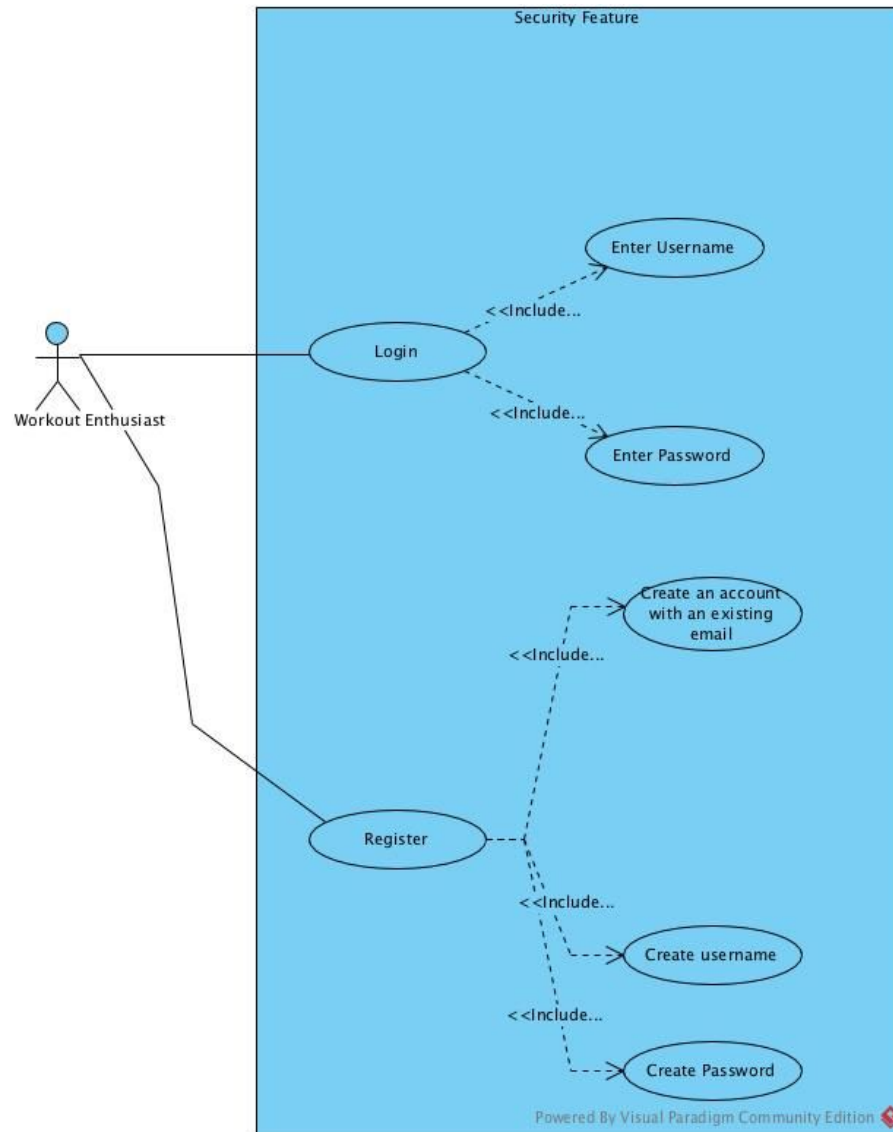 Security Feature
Enter Username
<<Include...
Login
Workout Enthusiast
<<Include...
Enter Password
Create an account
with an existing
email
<<Include...
Register
<<Include...
Create username
<<Include...
Create Password
Powered By Visual Paradigm Community Edition